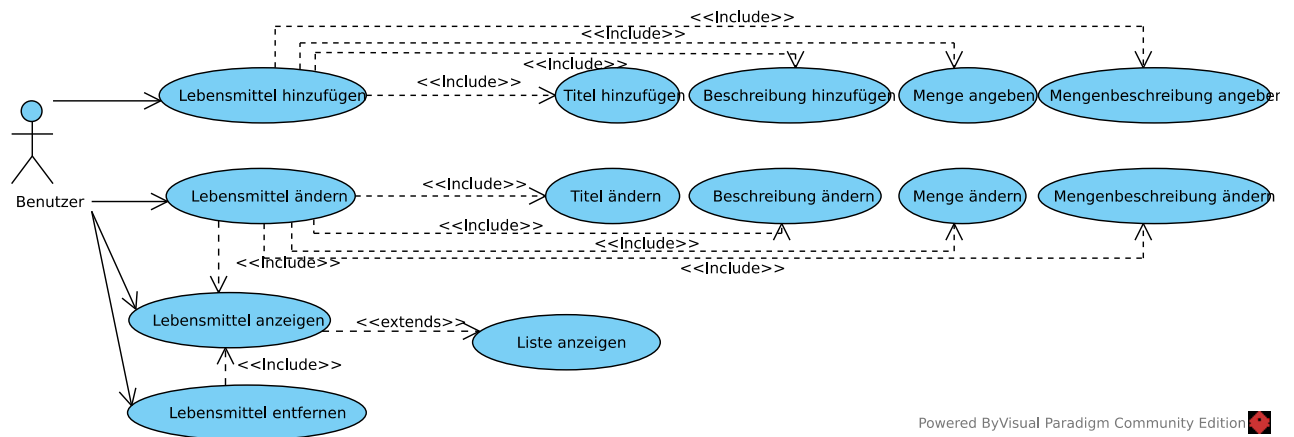 <<Include>>
<<Include>>
<<Include>>
<<Include>>
Lebensmittel hinzufügen
Titel hinzufügen
Beschreibung hinzufügen
Menge angeben
Mengenbeschreibung angeben
Benutzer
<<Include>>
Lebensmittel ändern
Titel ändern
Beschreibung ändern
Menge ändern
Mengenbeschreibung ändern
<<Include>>
<<Include>>
<<Include>>
<<Include>>
Lebensmittel anzeigen
<<extends>>
Liste anzeigen
<<Include>>
Lebensmittel entfernen
Powered ByVisual Paradigm Community Edition